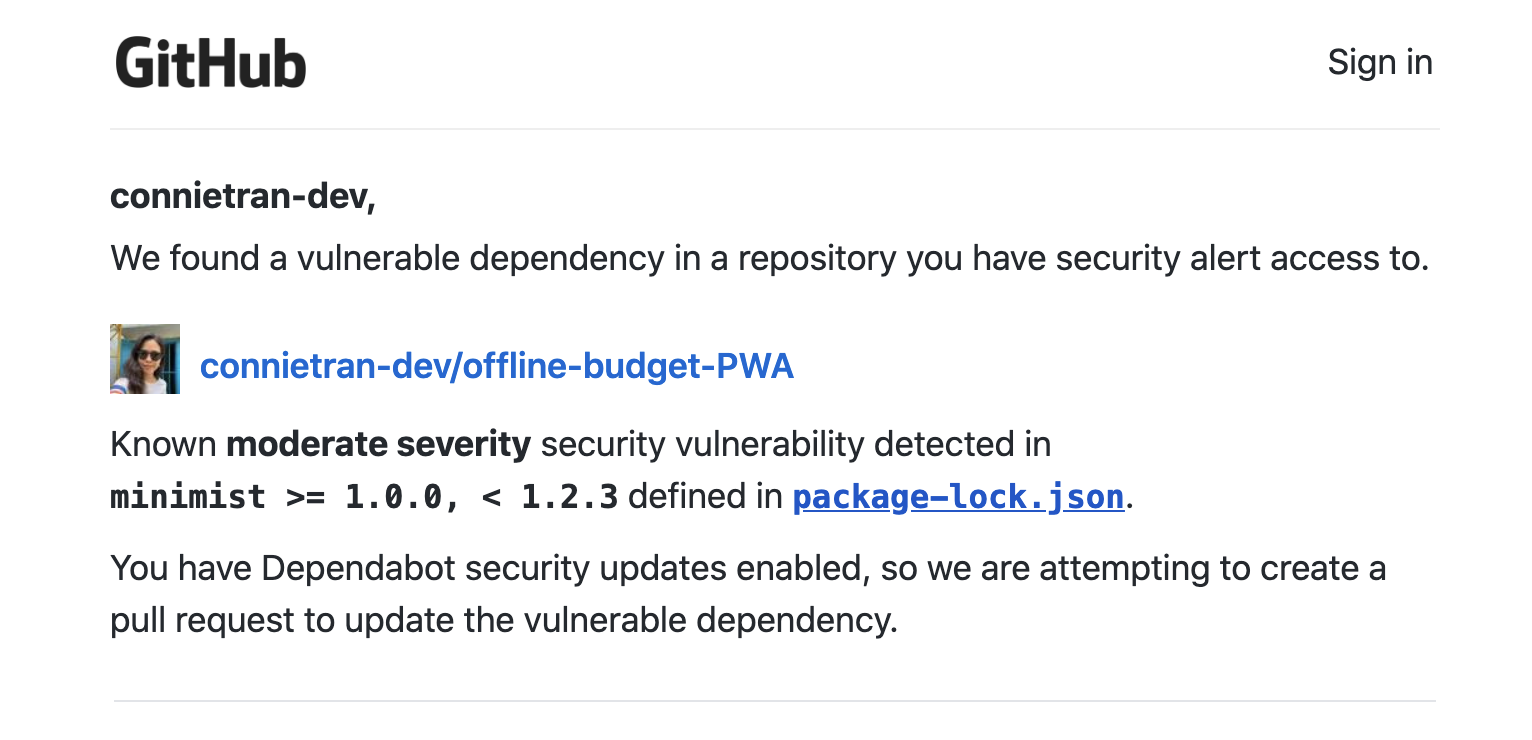 GitHub
Sign in
connietran-dev,
We found a vulnerable dependency in a repository you have security alert access to.
connietran-dev/offline-budget-PWA
Known moderate severity security vulnerability detected in
minimist >= 1.0.0, < 1.2.3 defined in package-lock.json.
You have Dependabot security updates enabled, so we are attempting to create a
pull request to update the vulnerable dependency.